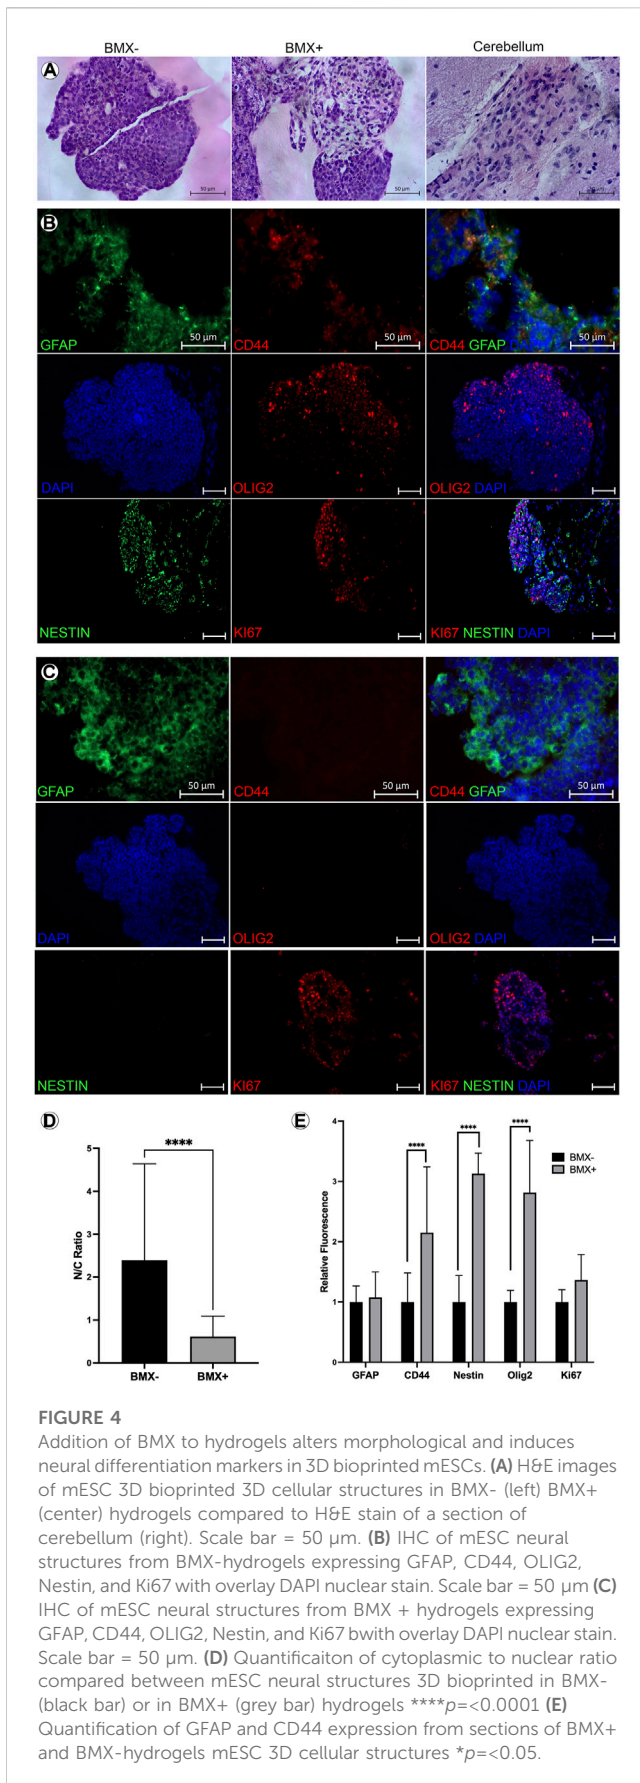 BMX- BMX+ Cerebellum
A
50 µm 50 µm
B
GFAP 50 µm CD44 50 µm CD44 GFAP DAPI 50 µm
DAPI OLIG2 OLIG2 DAPI
NESTIN KI67 KI67 NESTIN DAPI
C
GFAP 50 µm CD44 50 µm CD44 GFAP DAPI 50 µm
DAPI OLIG2 OLIG2 DAPI
NESTIN KI67 KI67 NESTIN DAPI
D
****
N/C Ratio
5
4
3
2
1
0
BMX- BMX+
E
Relative Fluorescence
4
3
2
1
0
**** **** ****
BMX-
BMX+
GFAP CD44 Nestin Olig2 Ki67
FIGURE 4
Addition of BMX to hydrogels alters morphological and induces
neural differentiation markers in 3D bioprinted mESCs. (A) H&E images
of mESC 3D bioprinted 3D cellular structures in BMX- (left) BMX+
(center) hydrogels compared to H&E stain of a section of
cerebellum (right). Scale bar = 50 µm. (B) IHC of mESC neural
structures from BMX-hydrogels expressing GFAP, CD44, OLIG2,
Nestin, and Ki67 with overlay DAPI nuclear stain. Scale bar = 50 µm (C)
IHC of mESC neural structures from BMX + hydrogels expressing
GFAP, CD44, OLIG2, Nestin, and Ki67 bwith overlay DAPI nuclear stain.
Scale bar = 50 µm. (D) Quantificaiton of cytoplasmic to nuclear ratio
compared between mESC neural structures 3D bioprinted in BMX-
(black bar) or in BMX+ (grey bar) hydrogels ****p=<0.0001 (E)
Quantification of GFAP and CD44 expression from sections of BMX+
and BMX-hydrogels mESC 3D cellular structures *p=<0.05.